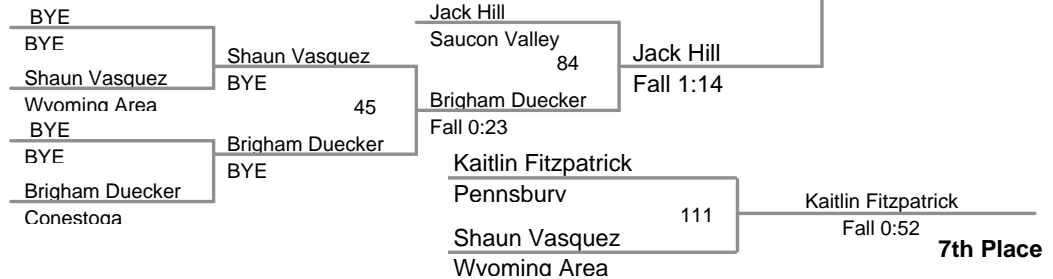 BYE
BYE
Shaun Vasquez
Wyoming Area
BYE
BYE
Brigham Duecker
Conestoga
Shaun Vasquez
BYE
45
Brigham Duecker
BYE
Jack Hill
Saucon Valley
84
Brigham Duecker
Fall 0:23
Jack Hill
Fall 1:14
Kaitlin Fitzpatrick
Pennsbury
111
Shaun Vasquez
Wyoming Area
Kaitlin Fitzpatrick
Fall 0:52
7th Place